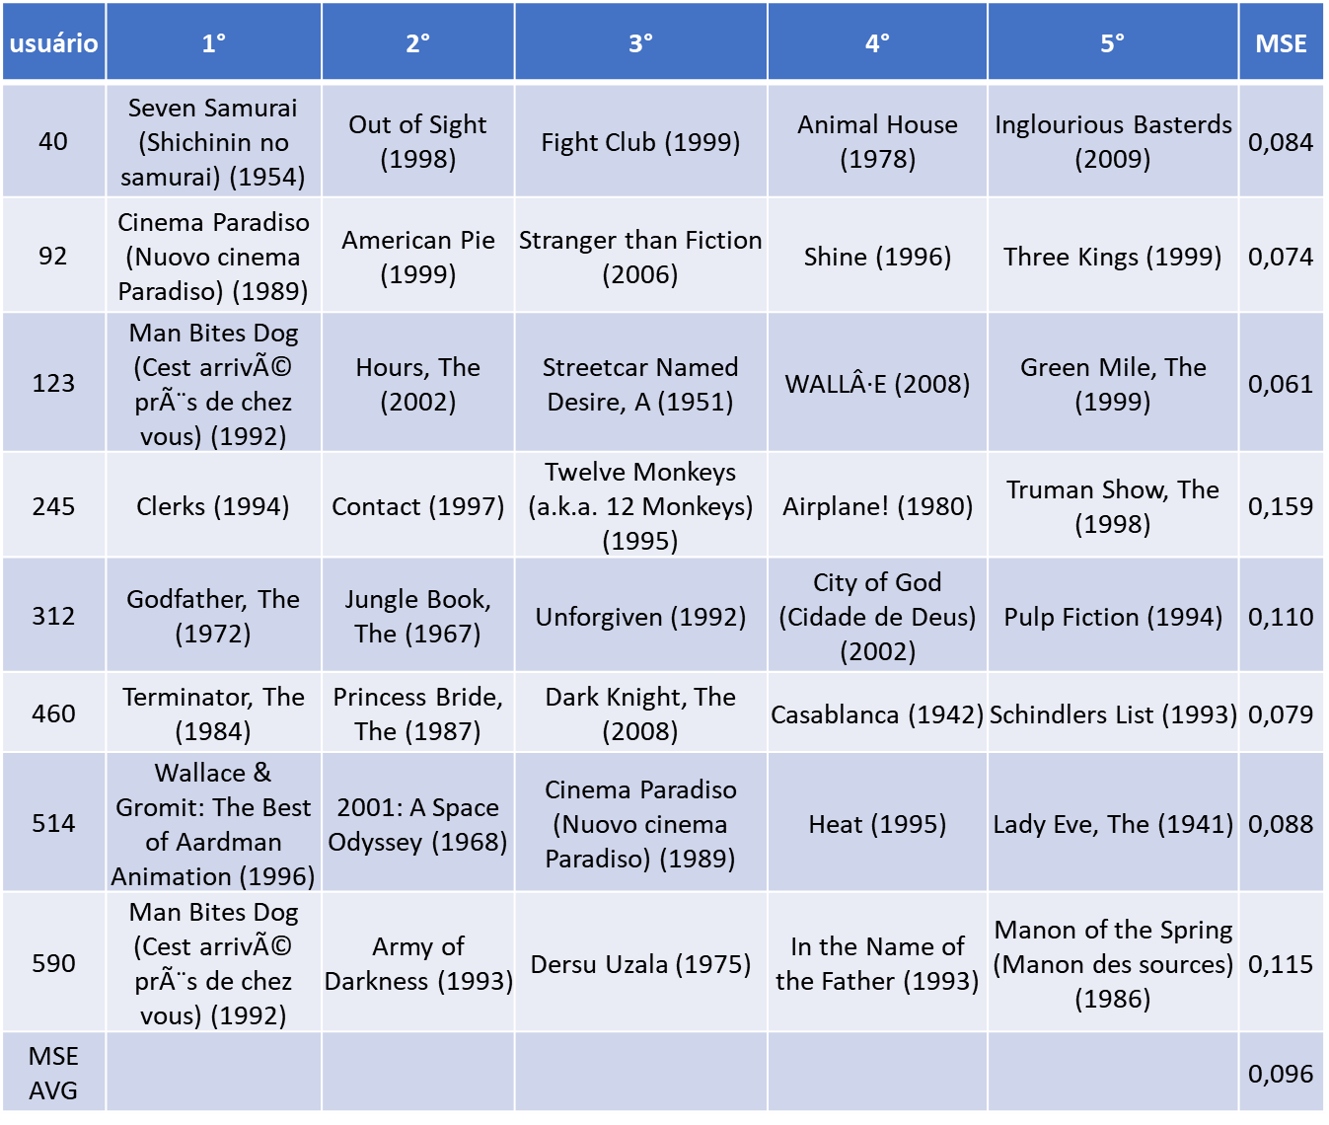 usuário 1° 2° 3° 4° 5° MSE
40
Seven Samurai
(Shichinin no
samurai) (1954)
Out of Sight
(1998)
Fight Club (1999)
Animal House
(1978)
Inglourious Basterds
(2009)
0,084
92
Cinema Paradiso
(Nuovo cinema
Paradiso) (1989)
American Pie
(1999)
Stranger than Fiction
(2006)
Shine (1996)
Three Kings (1999)
0,074
123
Man Bites Dog
(Cest arrivÃ©
prÃ¨s de chez
vous) (1992)
Hours, The
(2002)
Streetcar Named
Desire, A (1951)
WALLÂ·E (2008)
Green Mile, The
(1999)
0,061
245
Clerks (1994)
Contact (1997)
Twelve Monkeys
(a.k.a. 12 Monkeys)
(1995)
Airplane! (1980)
Truman Show, The
(1998)
0,159
312
Godfather, The
(1972)
Jungle Book,
The (1967)
Unforgiven (1992)
City of God
(Cidade de Deus)
(2002)
Pulp Fiction (1994)
0,110
460
Terminator, The
(1984)
Princess Bride,
The (1987)
Dark Knight, The
(2008)
Casablanca (1942)
Schindlers List (1993)
0,079
514
Wallace &
Gromit: The Best
of Aardman
Animation (1996)
2001: A Space
Odyssey (1968)
Cinema Paradiso
(Nuovo cinema
Paradiso) (1989)
Heat (1995)
Lady Eve, The (1941)
0,088
590
Man Bites Dog
(Cest arrivÃ©
prÃ¨s de chez
vous) (1992)
Army of
Darkness (1993)
Dersu Uzala (1975)
In the Name of
the Father (1993)
Manon of the Spring
(Manon des sources)
(1986)
0,115
MSE
AVG
0,096